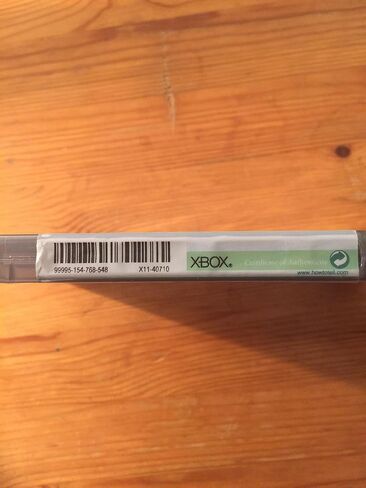 99995-154-768-548 X11-40710
XBOX®
Certificate of Authenticity
www.howtotell.com